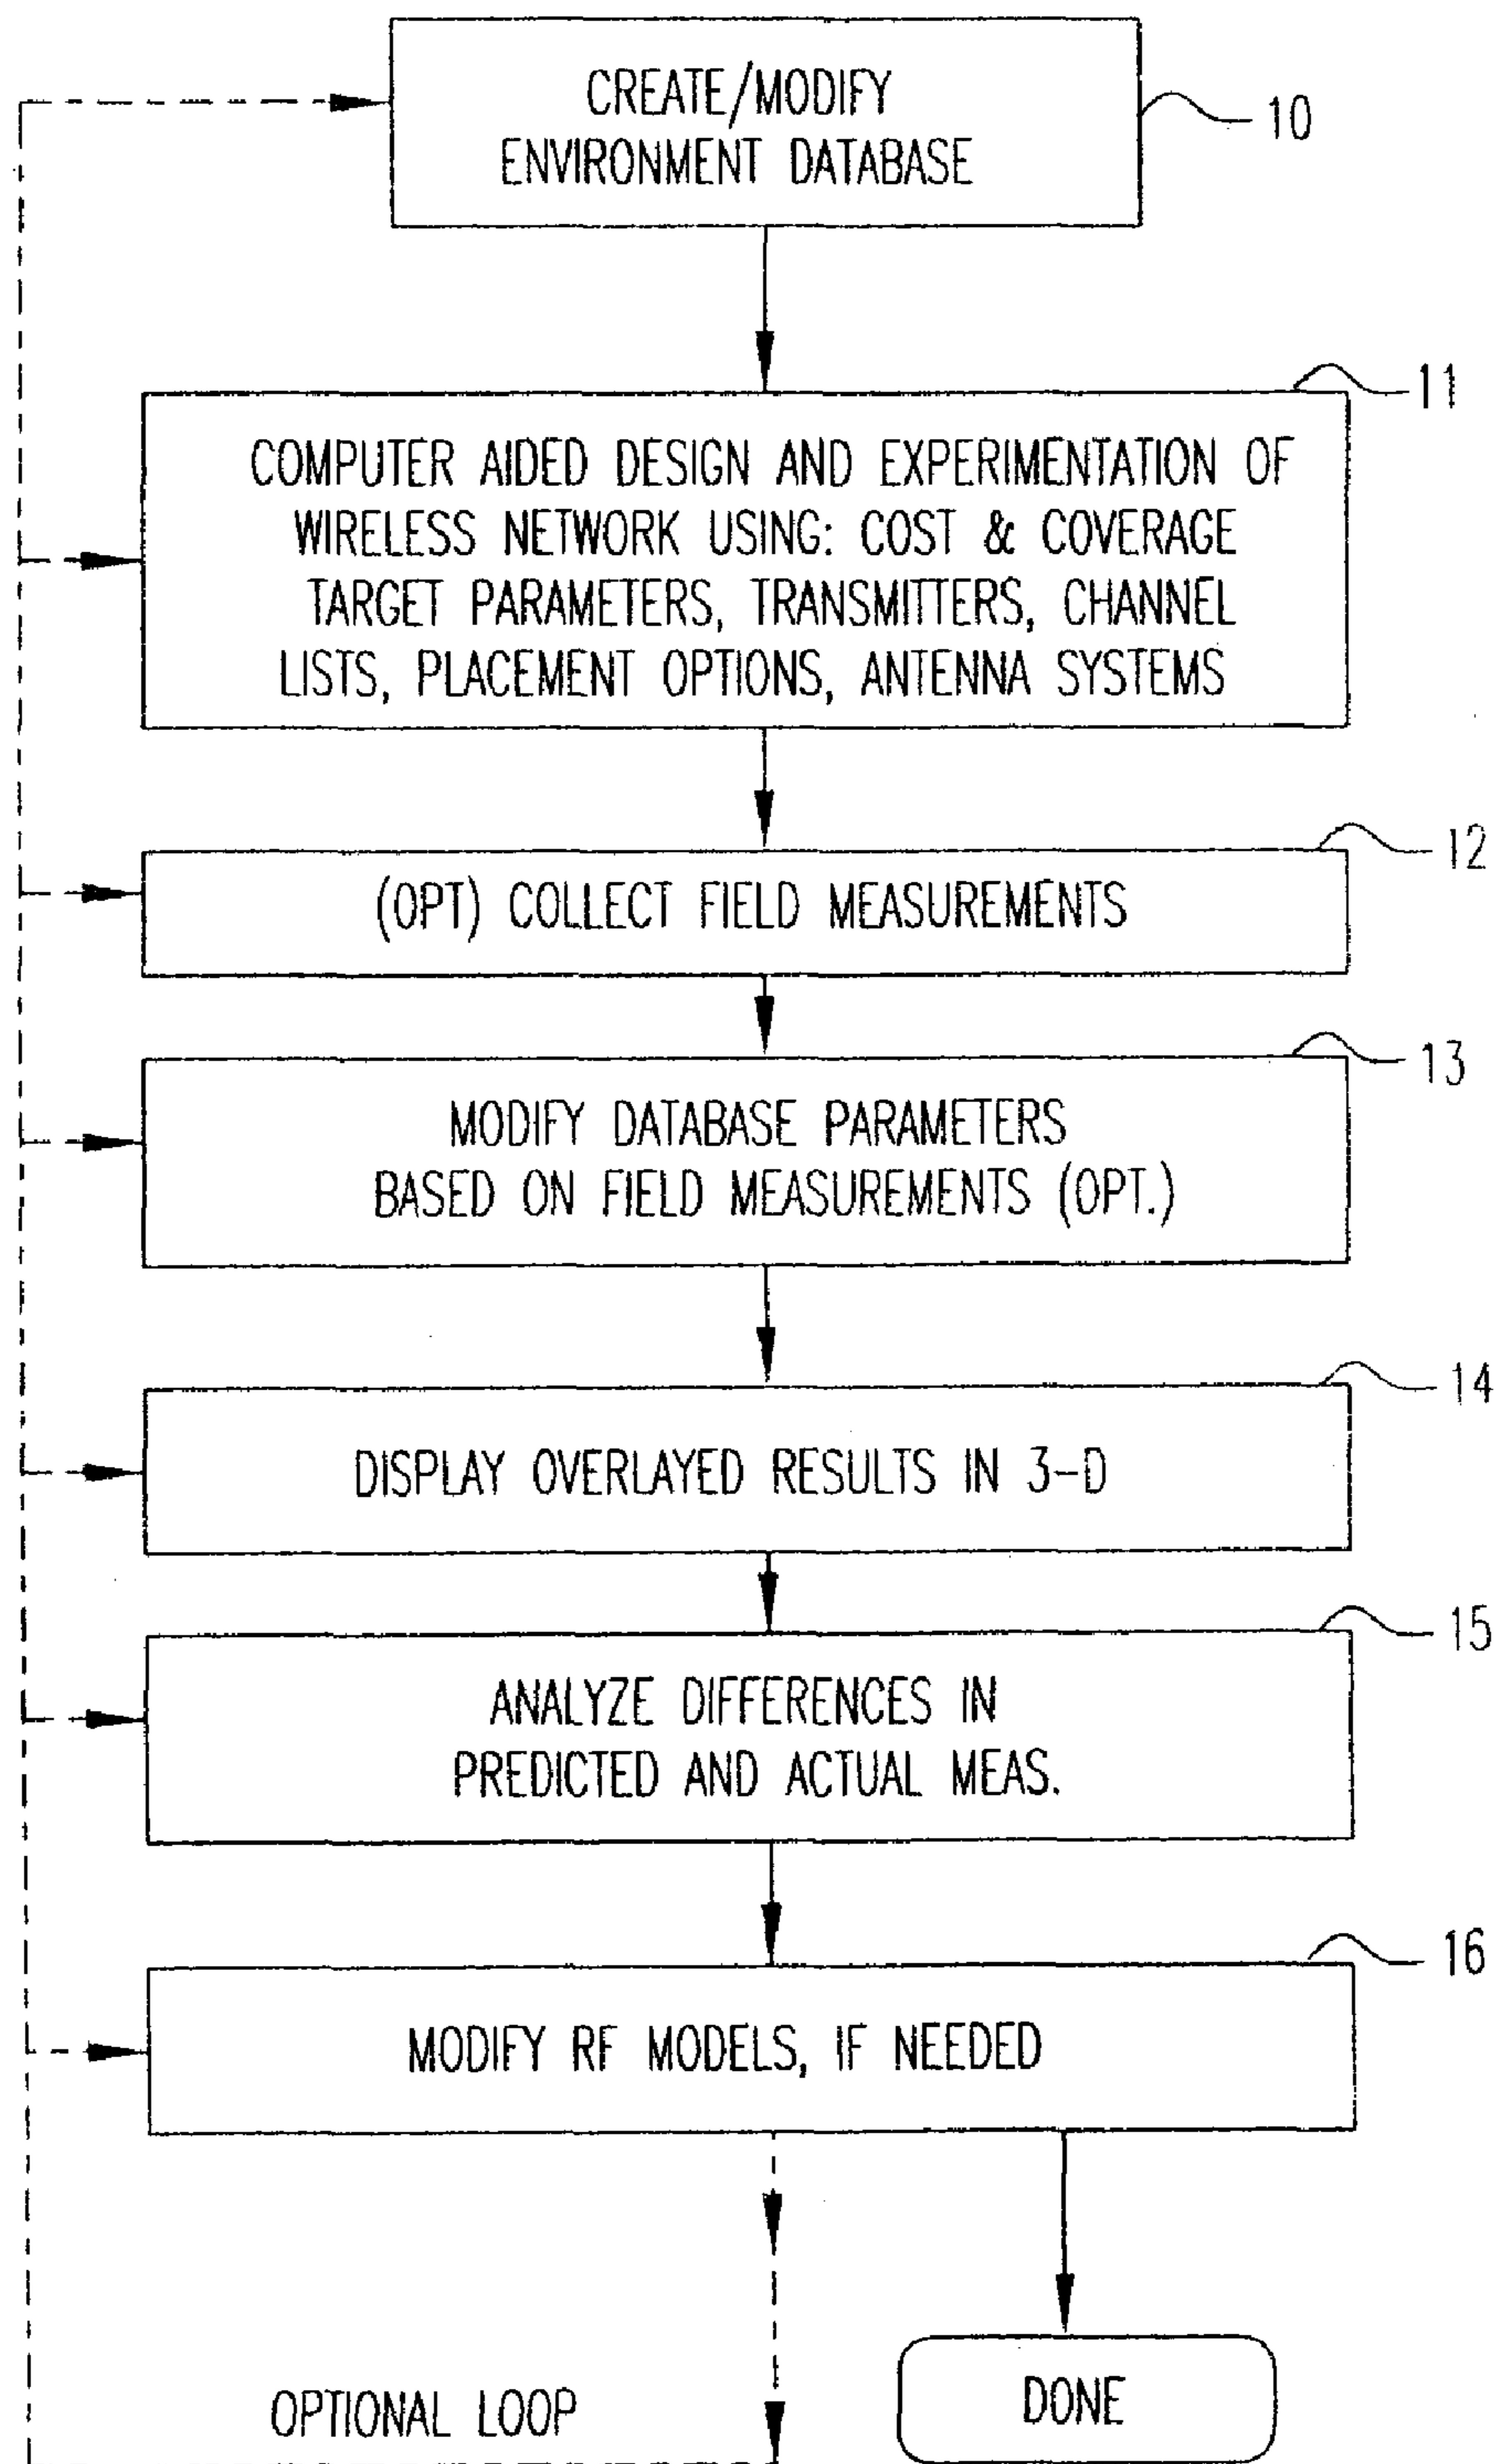 CREATE/MODIFY
ENVIRONMENT DATABASE
10
11
COMPUTER AIDED DESIGN AND EXPERIMENTATION OF
WIRELESS NETWORK USING: COST & COVERAGE
TARGET PARAMETERS, TRANSMITTERS, CHANNEL
LISTS, PLACEMENT OPTIONS, ANTENNA SYSTEMS
12
(OPT) COLLECT FIELD MEASUREMENTS
13
MODIFY DATABASE PARAMETERS
BASED ON FIELD MEASUREMENTS (OPT.)
14
DISPLAY OVERLAYED RESULTS IN 3-D
15
ANALYZE DIFFERENCES IN
PREDICTED AND ACTUAL MEAS.
16
MODIFY RF MODELS, IF NEEDED
OPTIONAL LOOP
DONE